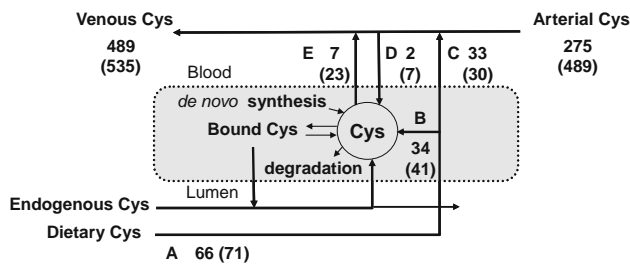 Venous Cys
Arterial Cys
489
(535)
E 7
(23)
D 2
(7)
C 33
(30)
275
(489)
Blood
de novo synthesis
Bound Cys
Cys
B
34
(41)
degradation
Lumen
Endogenous Cys
Dietary Cys
A 66 (71)